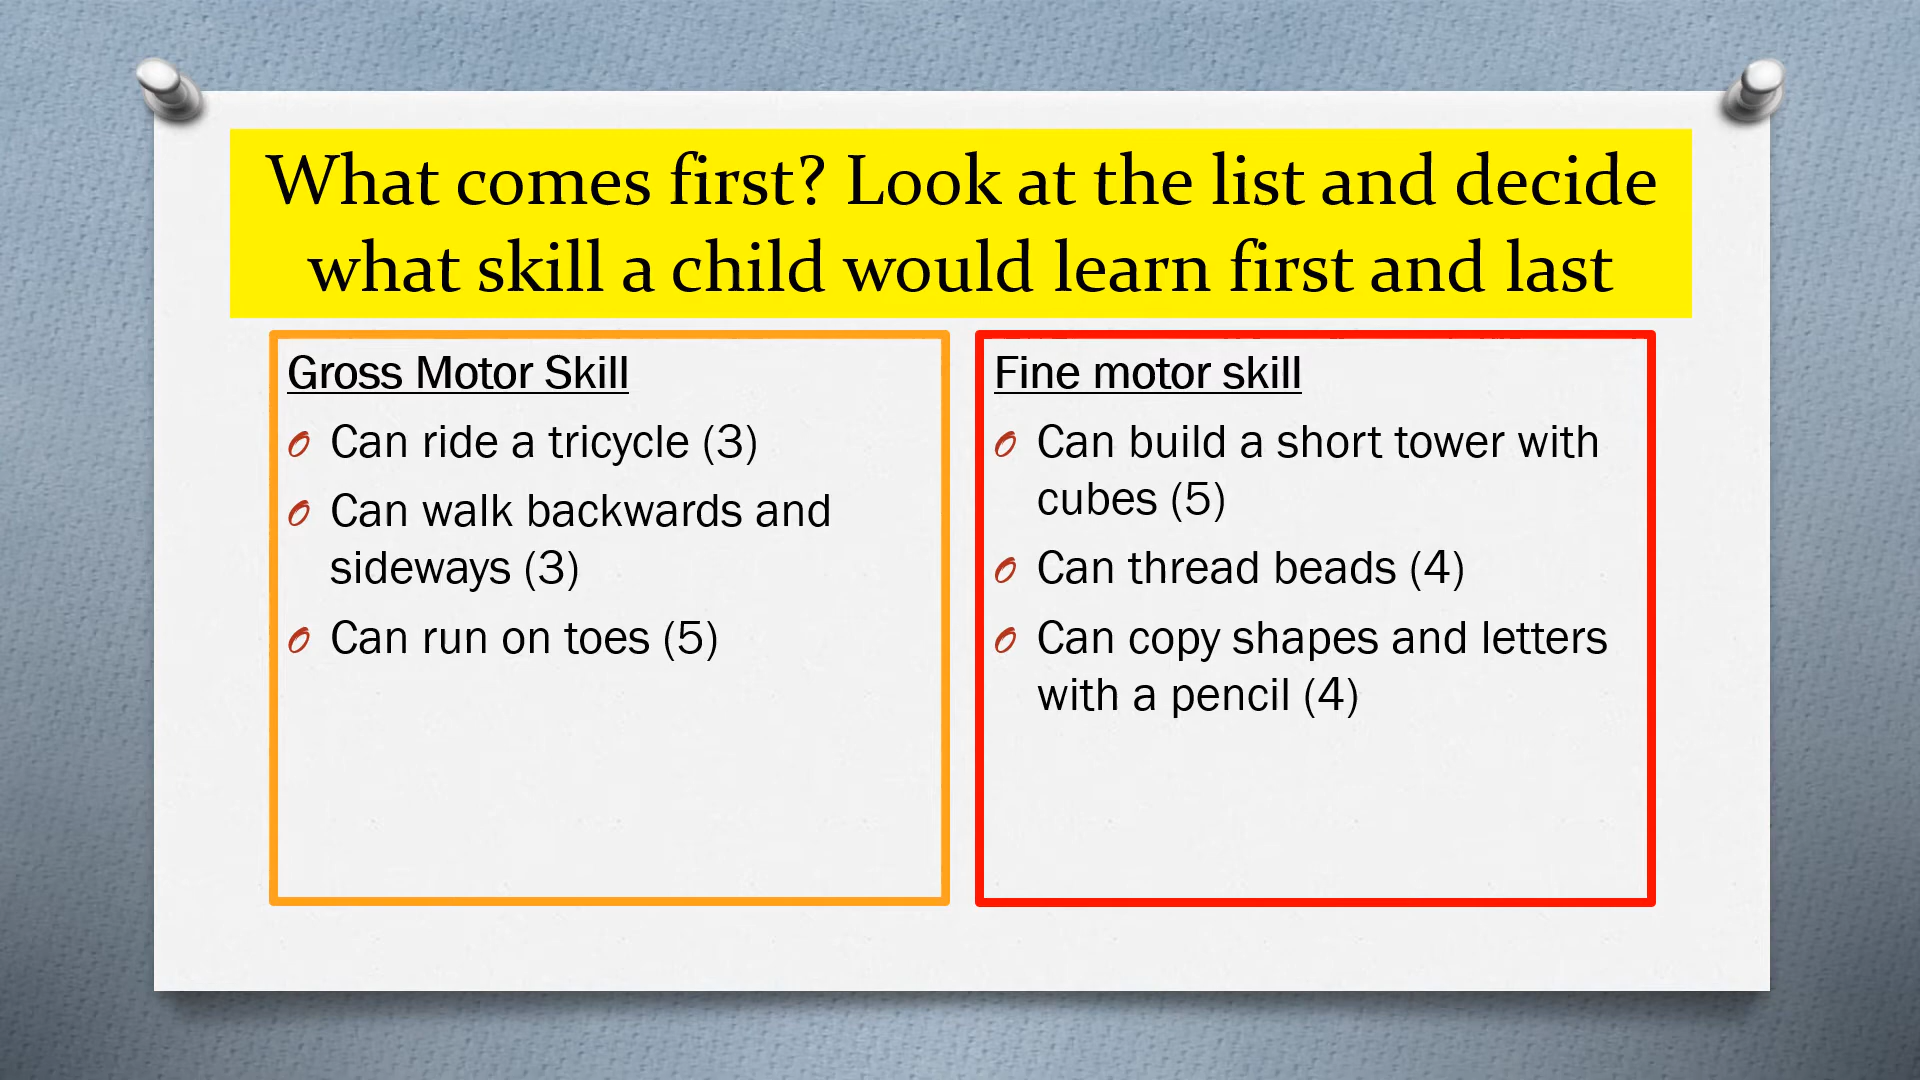 What comes first? Look at the list and decide
what skill a child would learn first and last
Gross Motor Skill
Can ride a tricycle (3)
Can walk backwards and
sideways (3)
Can run on toes (5)
Fine motor skill
Can build a short tower with
cubes (5)
Can thread beads (4)
Can copy shapes and letters
with a pencil (4)